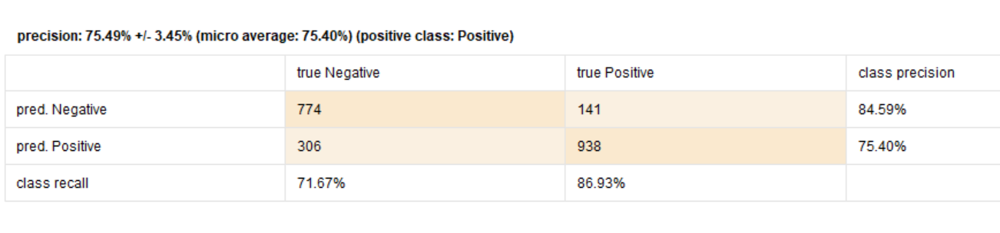 precision: 75.49% +/- 3.45% (micro average: 75.40%) (positive class: Positive)
true Negative true Positive class precision
pred. Negative 774 141 84.59%
pred. Positive 306 938 75.40%
class recall 71.67% 86.93%